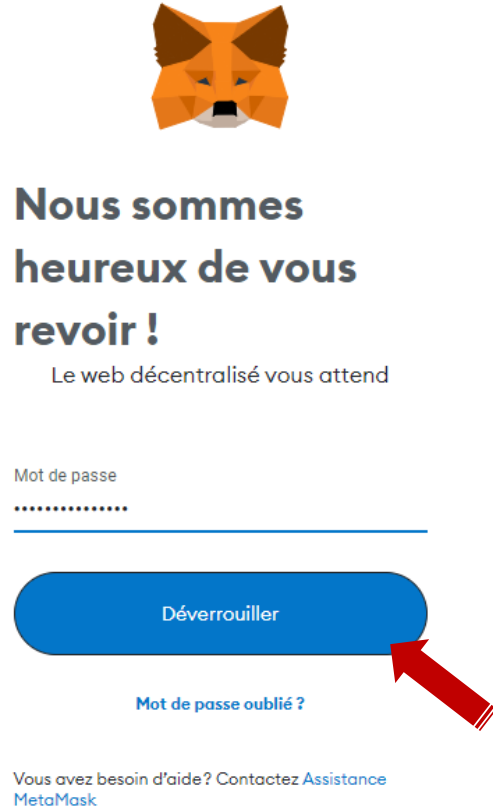 Nous sommes
heureux de vous
revoir !
Le web décentralisé vous attend
Mot de passe
•••••••••••••••
Déverrouiller
Mot de passe oublié ?
Vous avez besoin d’aide? Contactez Assistance
MetaMask